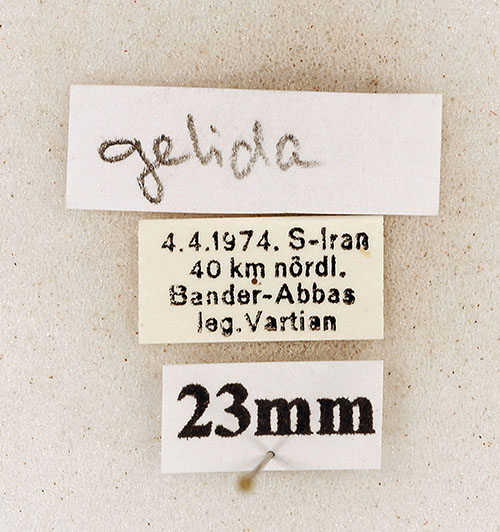 gelida
4.4.1974. S-Iran
40 km nördl.
Bander-Abbas
leg. Vartian
23mm